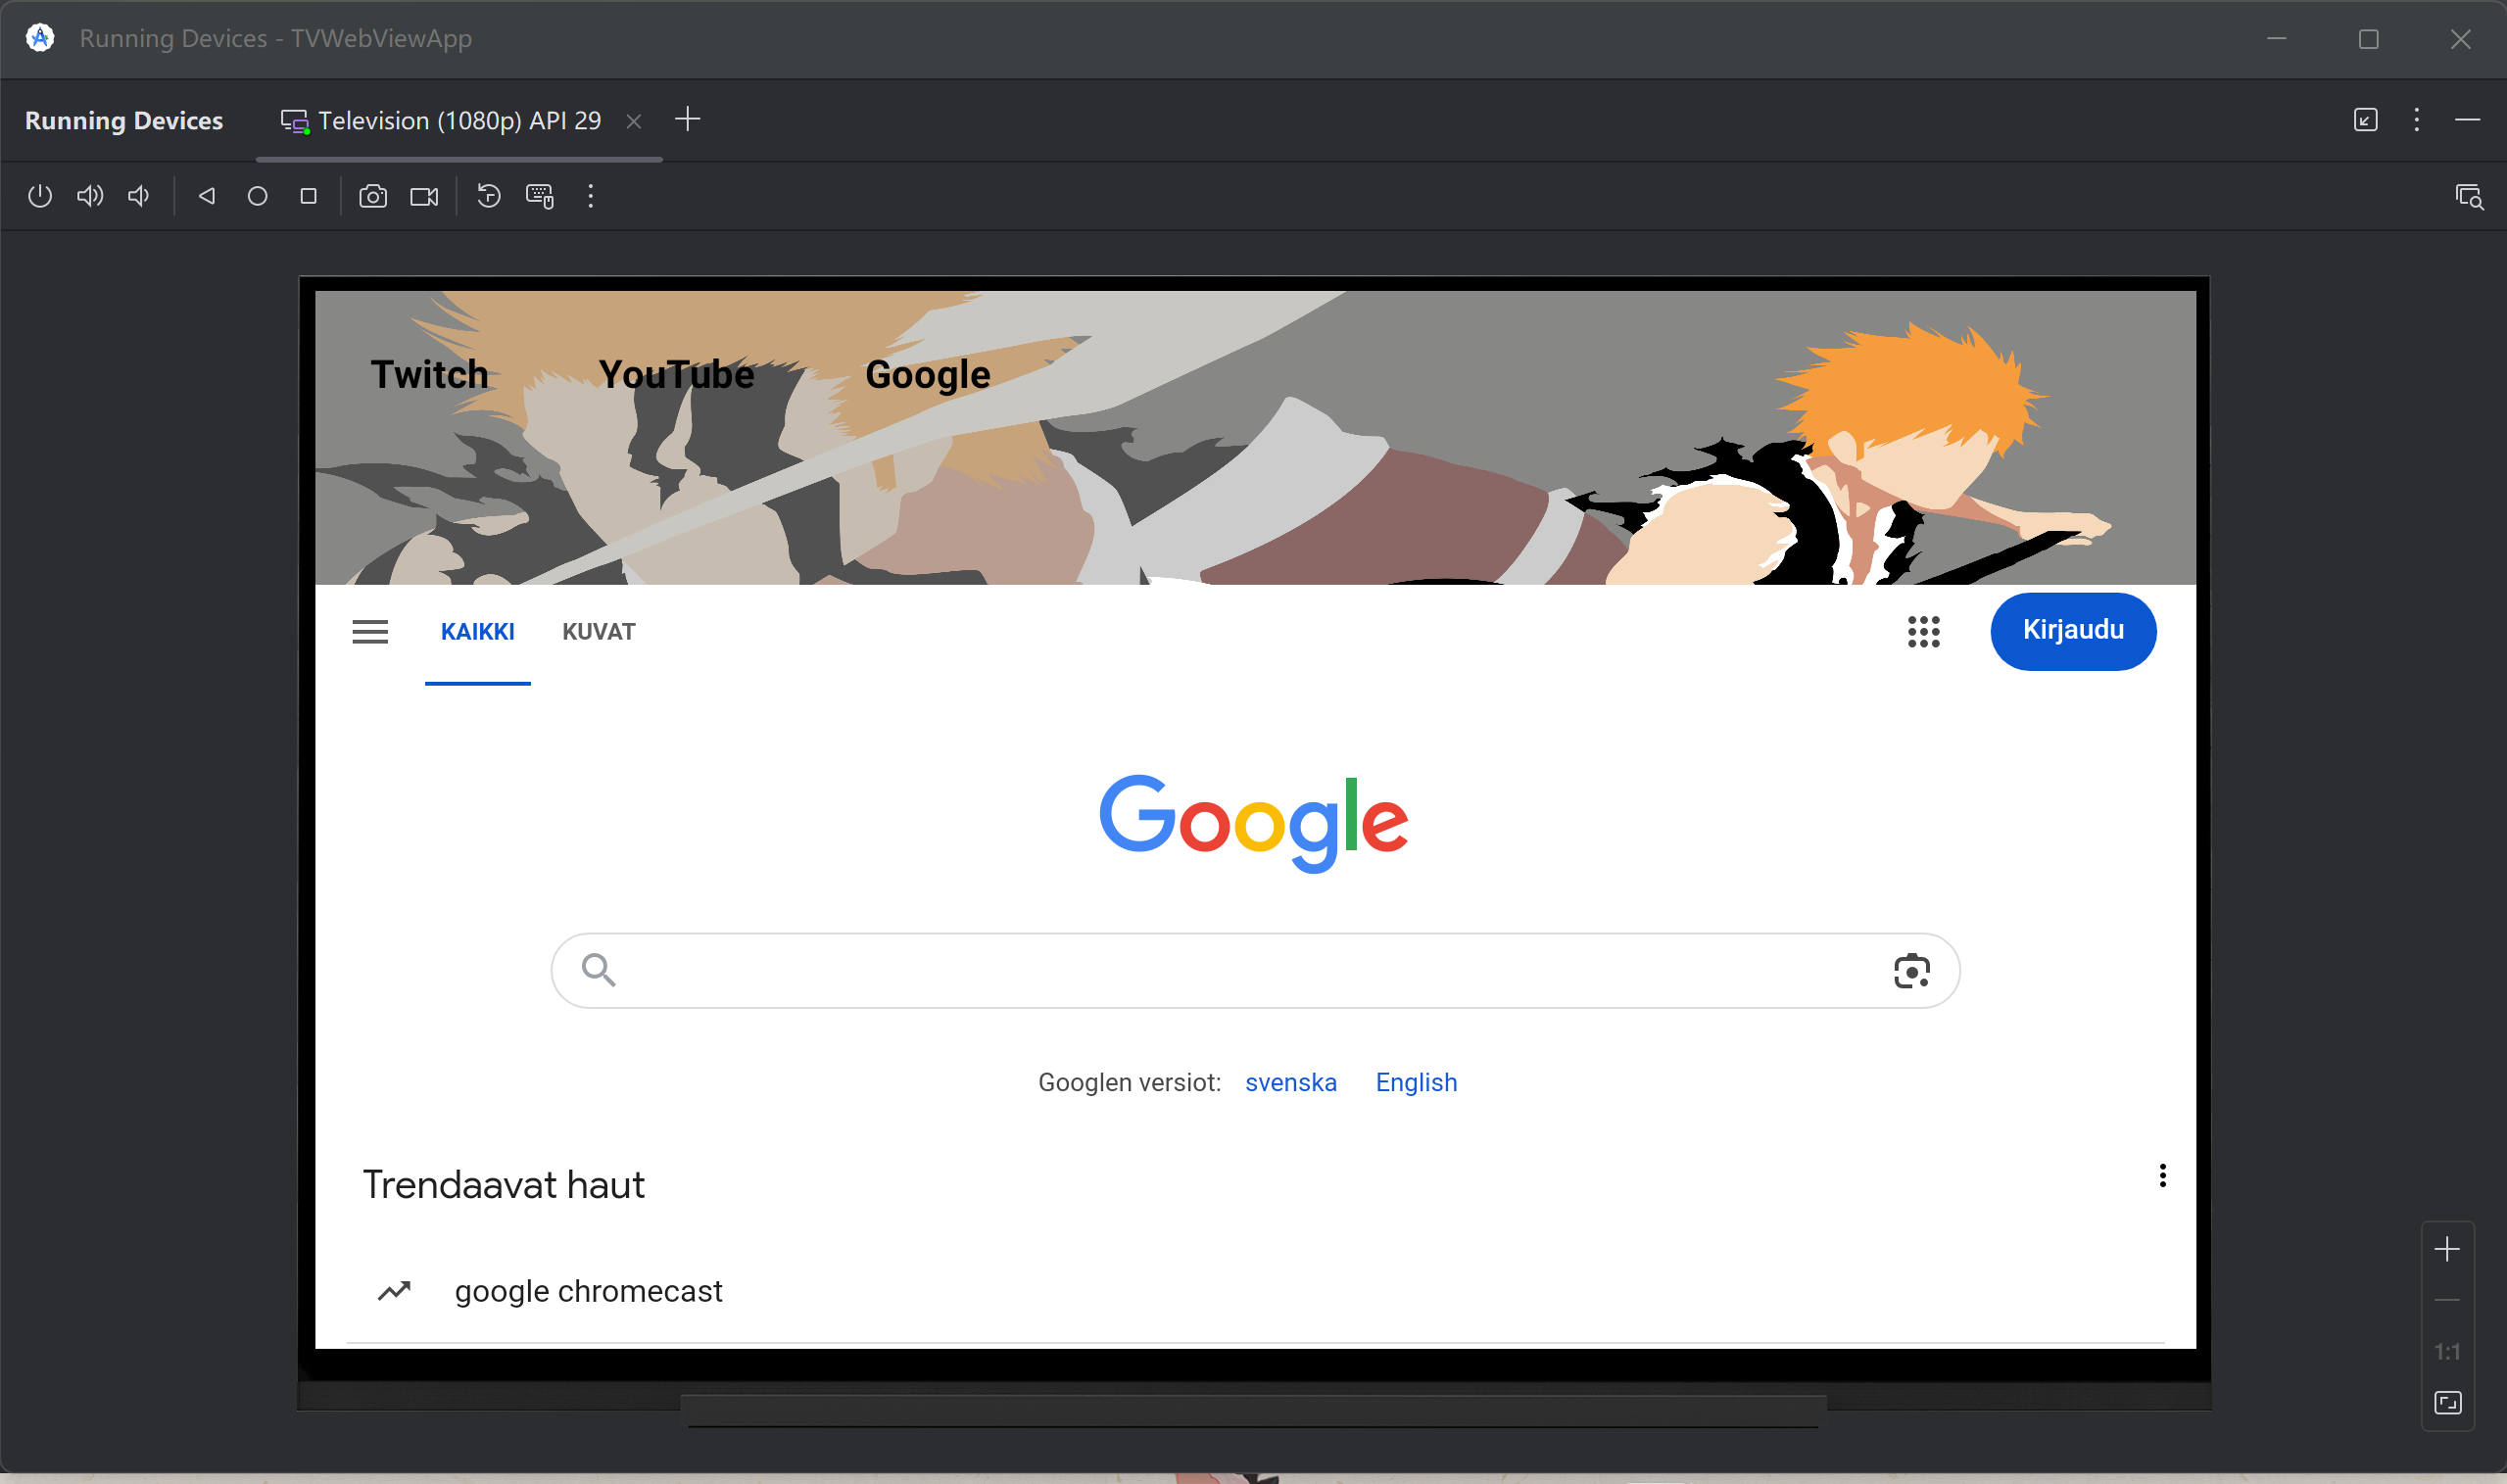 Running Devices - TVWebViewApp
Running Devices Television (1080p) API 29
Twitch YouTube Google
KAIKKI KUVAT Kirjaudu
Google
Googlen versiot: svenska English
Trendaavat haut
google chromecast
1:1